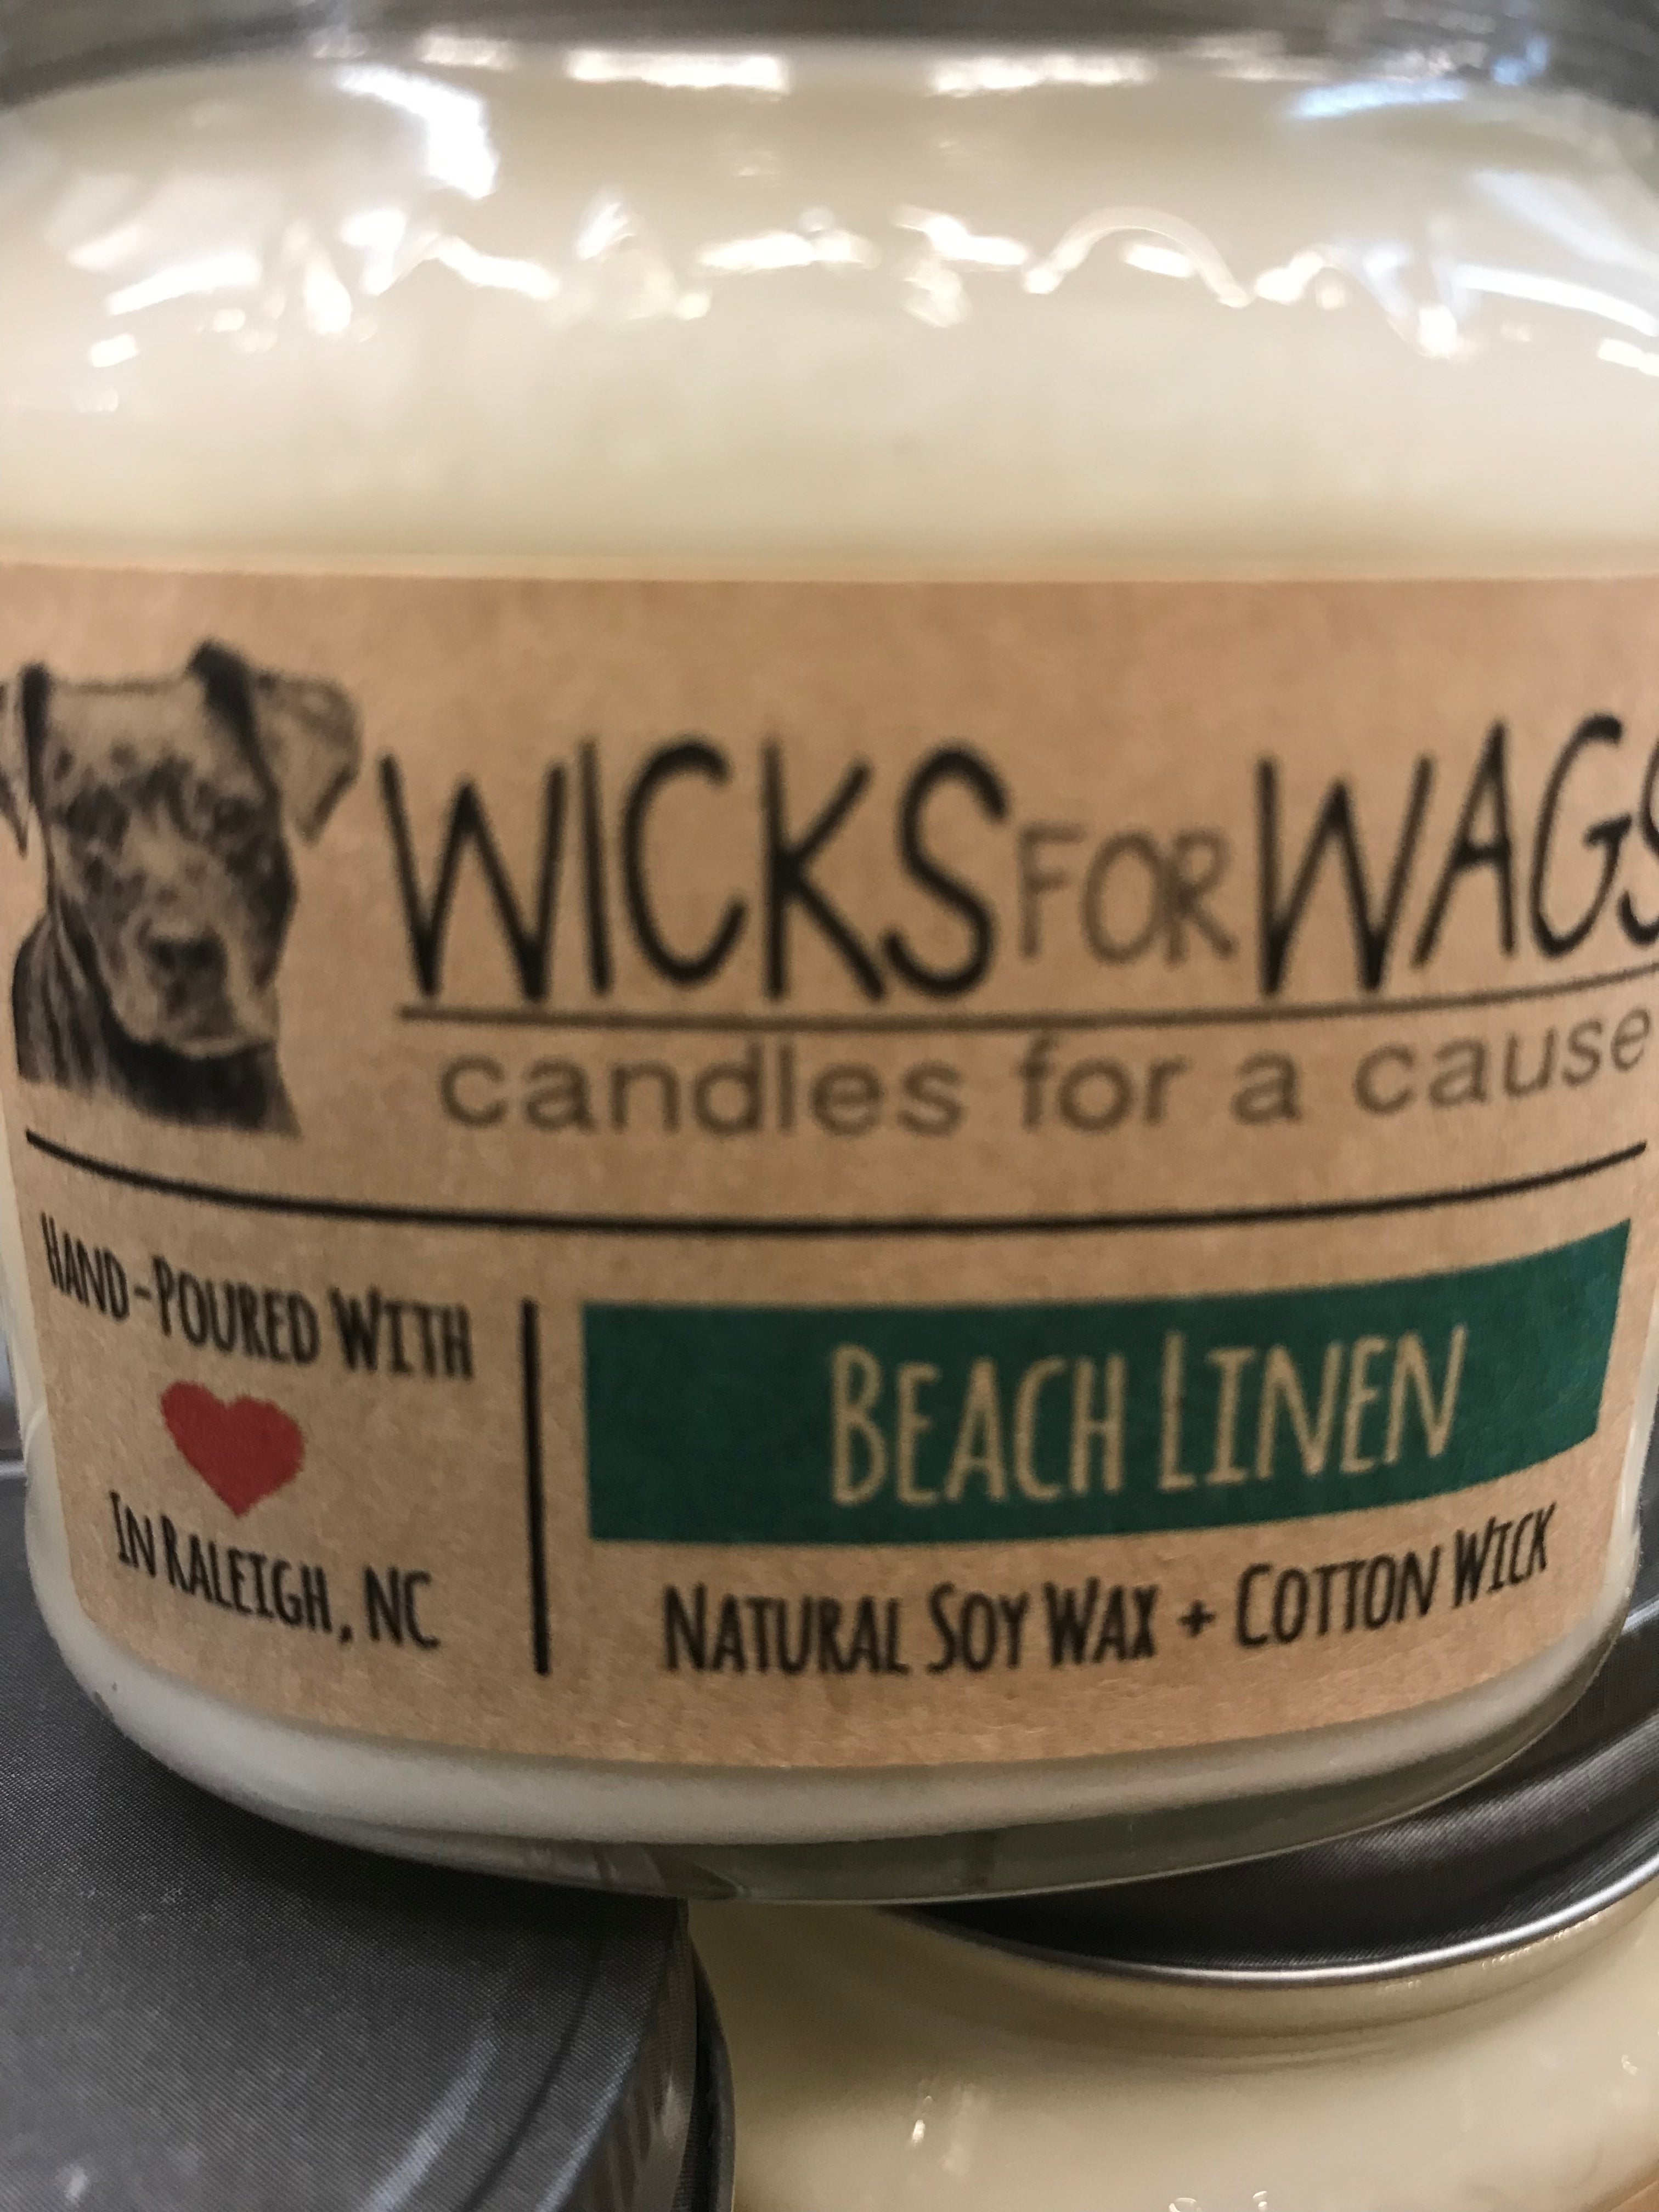 WICKS FOR WAGS
candles for a cause
HAND-POURED WITH
IN RALEIGH, NC
BEACH LINEN
NATURAL SOY WAX + COTTON WICK